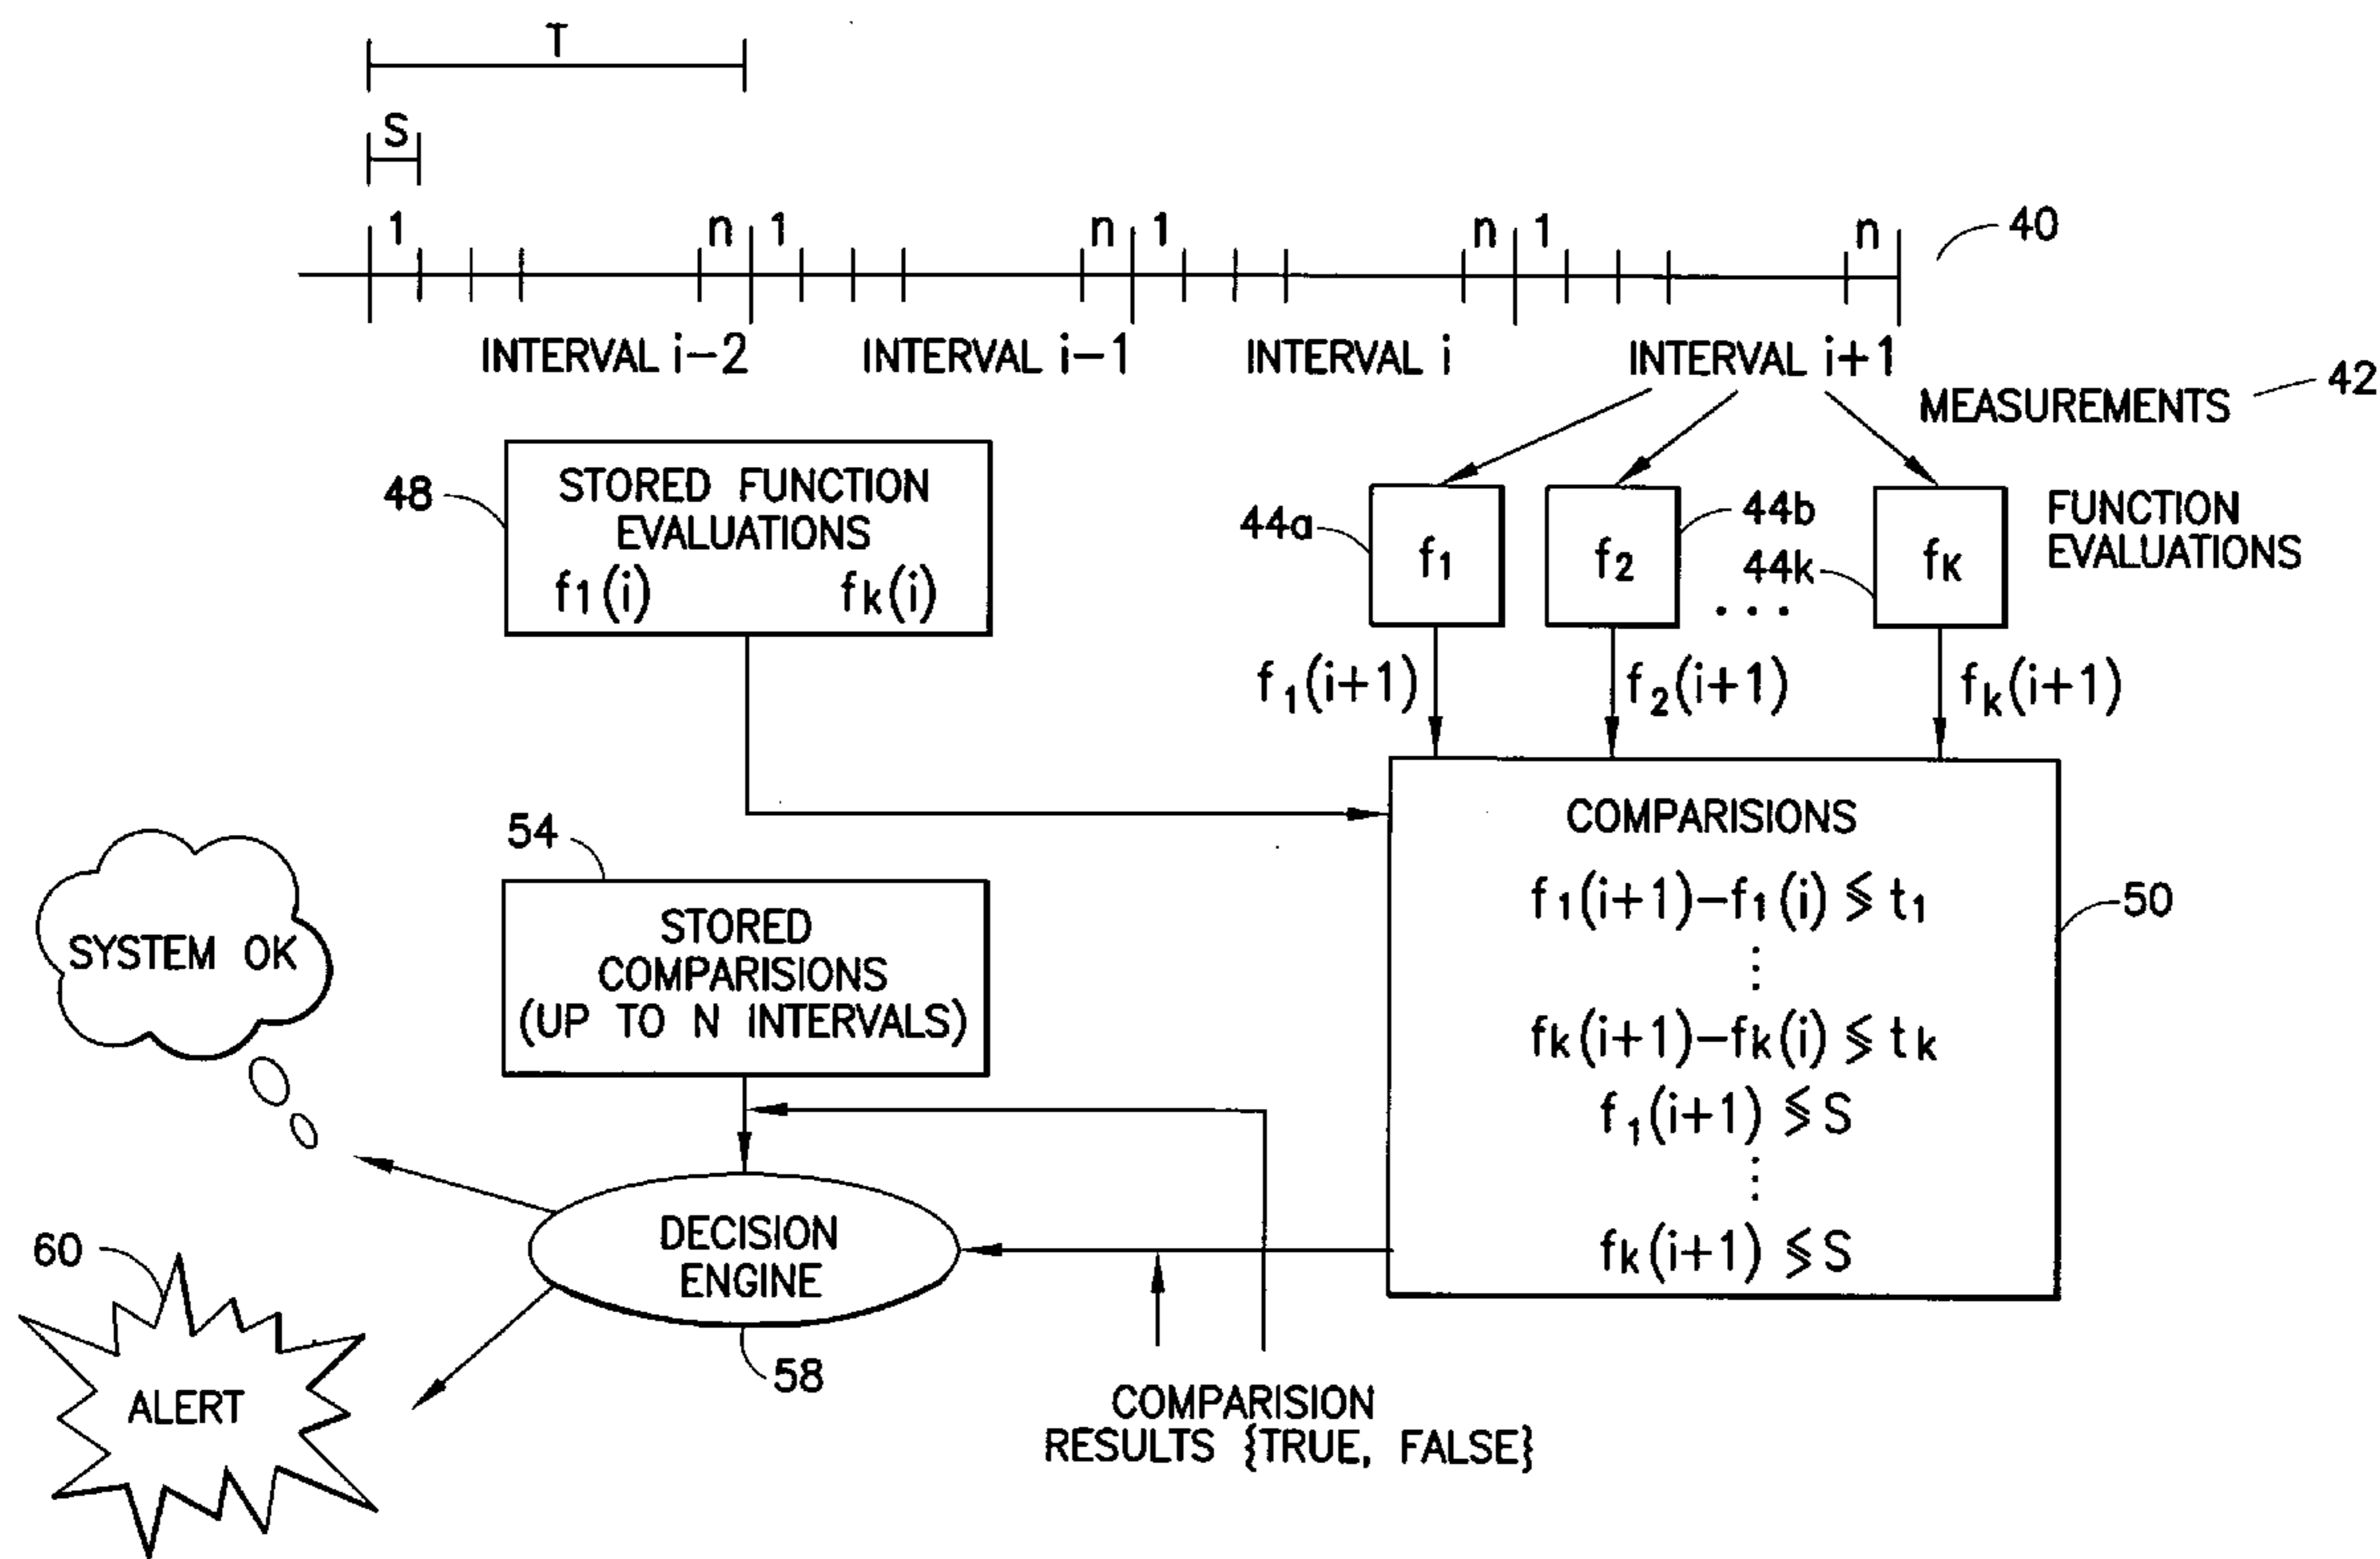 T
S
1 n 1 n 1 n 1 n
40
INTERVAL i-2 INTERVAL i-1 INTERVAL i INTERVAL i+1
MEASUREMENTS 42
48
STORED FUNCTION
EVALUATIONS
f1(i) fk(i)
44a
f1
f2
44b
44k
...
fK
FUNCTION
EVALUATIONS
f1(i+1) f2(i+1) fk(i+1)
COMPARISIONS
f1(i+1)-f1(i) ≶ t1
⋮
fk(i+1)-fk(i) ≶ tk
f1(i+1) ≶ S
⋮
fk(i+1) ≶ S
50
54
STORED
COMPARISIONS
(UP TO N INTERVALS)
SYSTEM OK
DECISION
ENGINE
58
60
ALERT
COMPARISION
RESULTS {TRUE, FALSE}